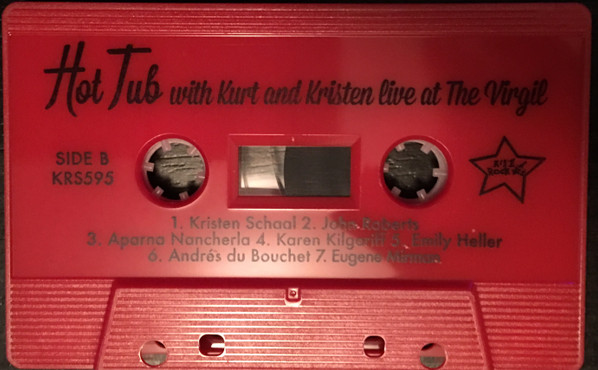 Hot Tub with Kurt and Kristen live at The Virgil
SIDE B
KRS595
1. Kristen Schaal 2. John Roberts
3. Aparna Nancherla 4. Karen Kilgariff 5. Emily Heller
6. Andrés du Bouchet 7. Eugene Mirman